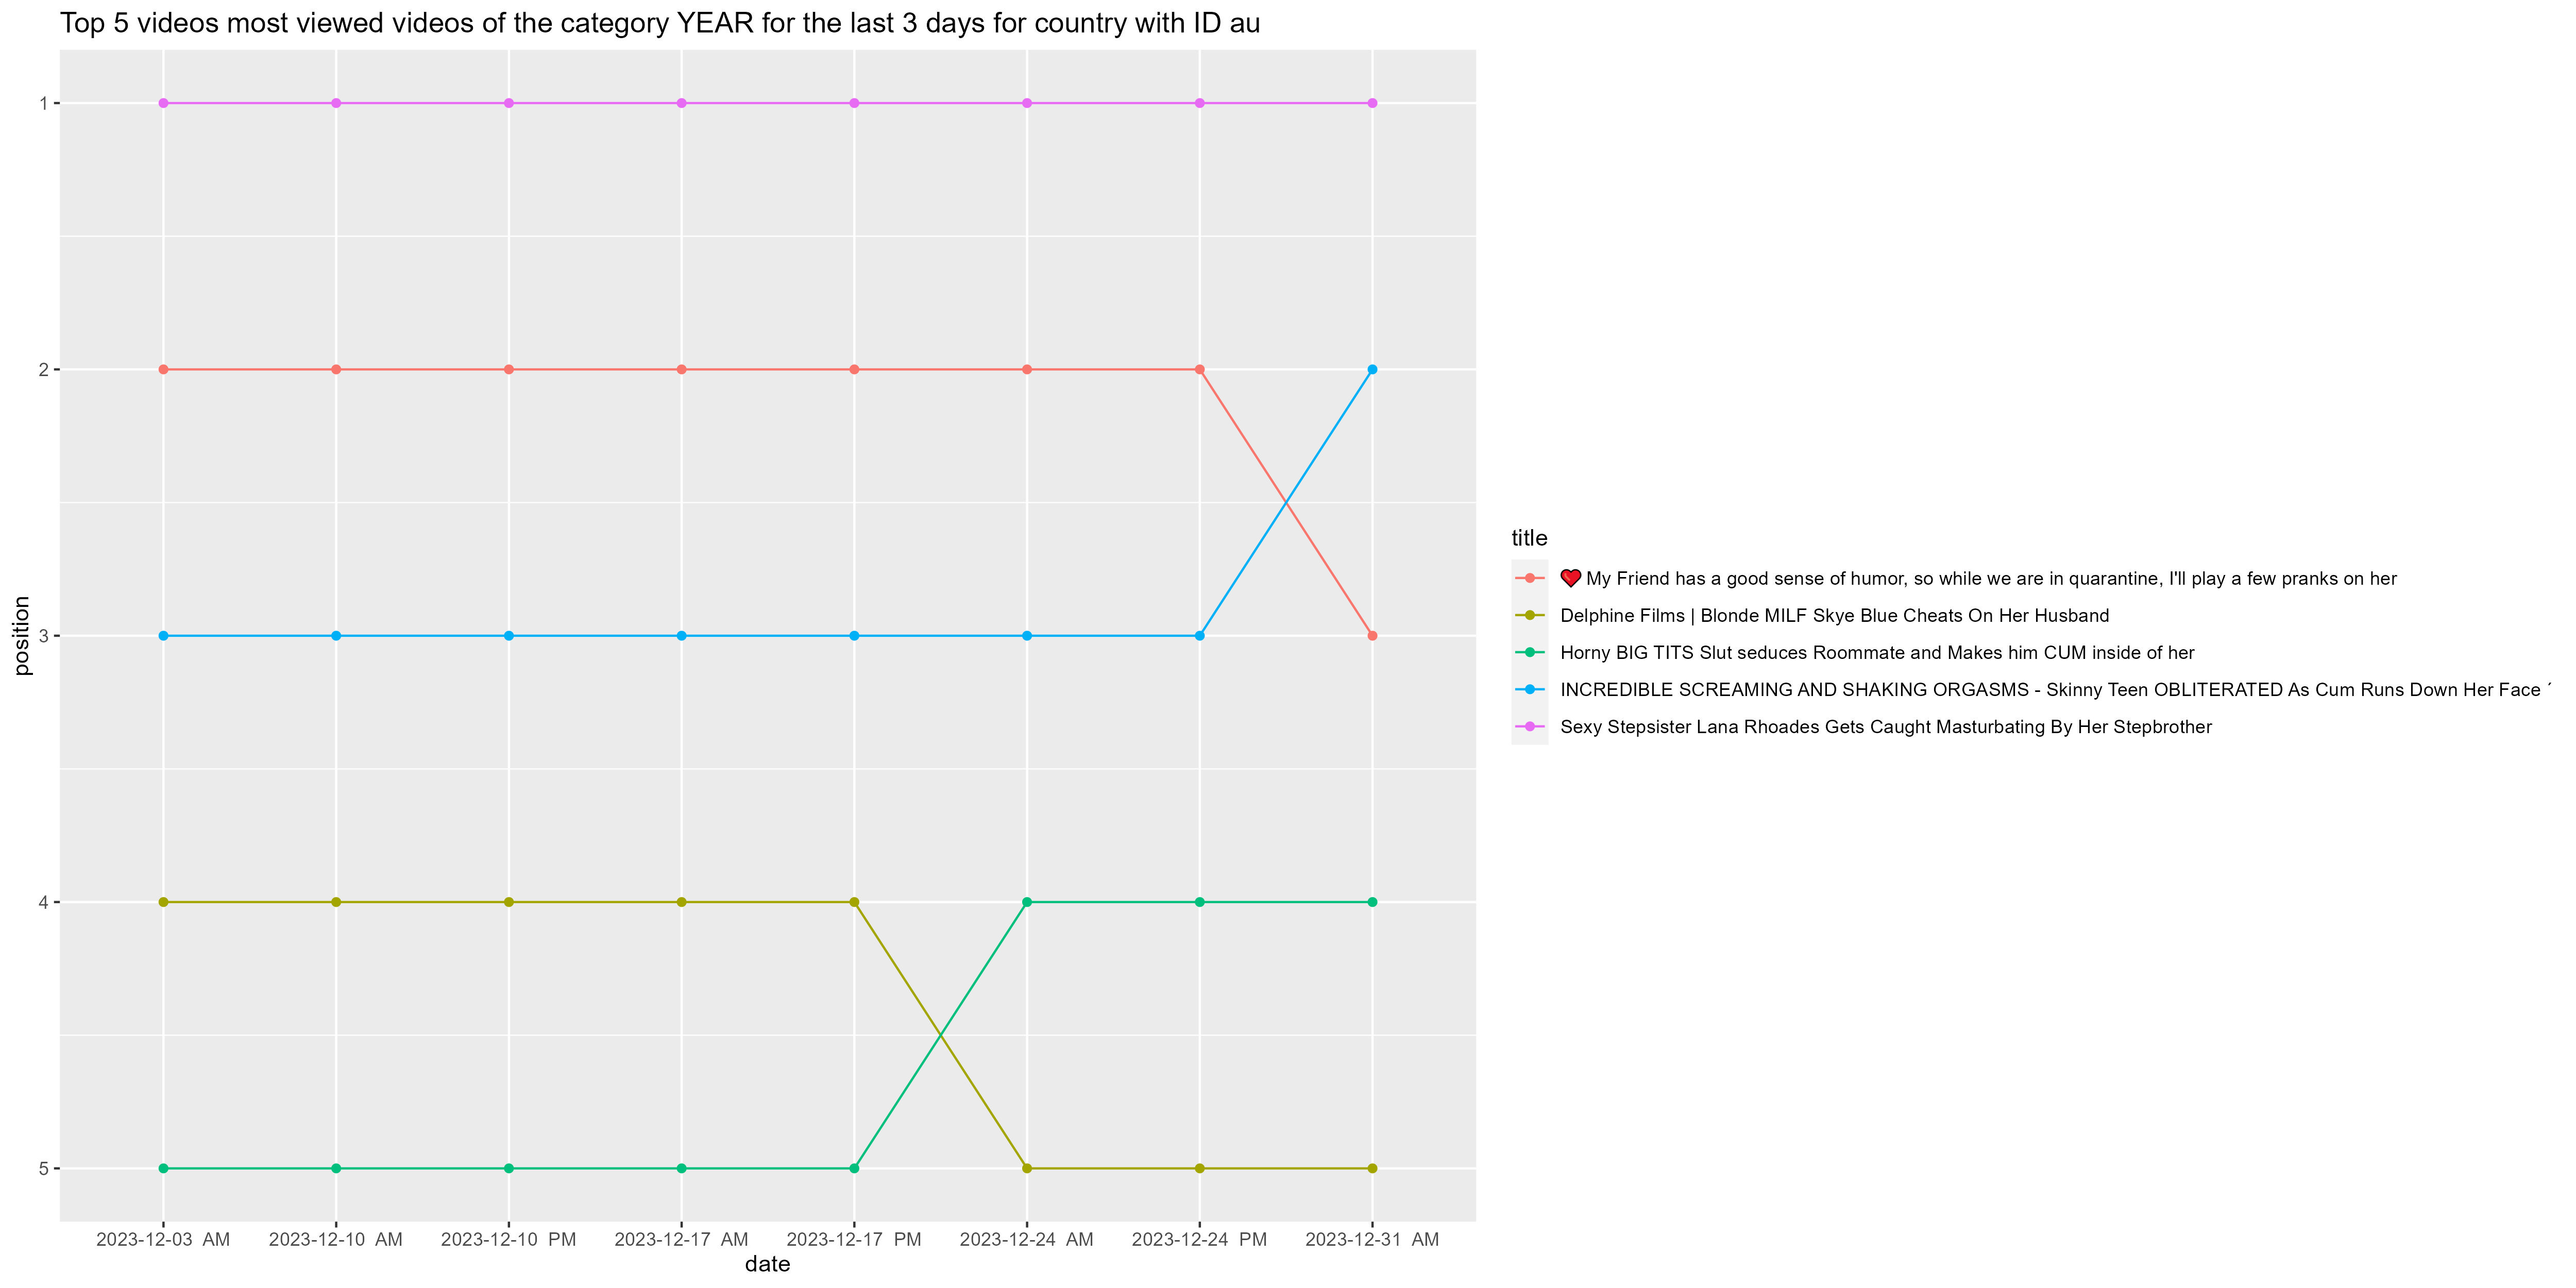 Top 5 videos most viewed videos of the category YEAR for the last 3 days for country with ID au
position
1
2
3
4
5
2023-12-03 AM
2023-12-10 AM
2023-12-10 PM
2023-12-17 AM
2023-12-17 PM
2023-12-24 AM
2023-12-24 PM
2023-12-31 AM
date
title
❤️ My Friend has a good sense of humor, so while we are in quarantine, I'll play a few pranks on her
Delphine Films | Blonde MILF Skye Blue Cheats On Her Husband
Horny BIG TITS Slut seduces Roommate and Makes him CUM inside of her
INCREDIBLE SCREAMING AND SHAKING ORGASMS - Skinny Teen OBLITERATED As Cum Runs Down Her Face
Sexy Stepsister Lana Rhoades Gets Caught Masturbating By Her Stepbrother